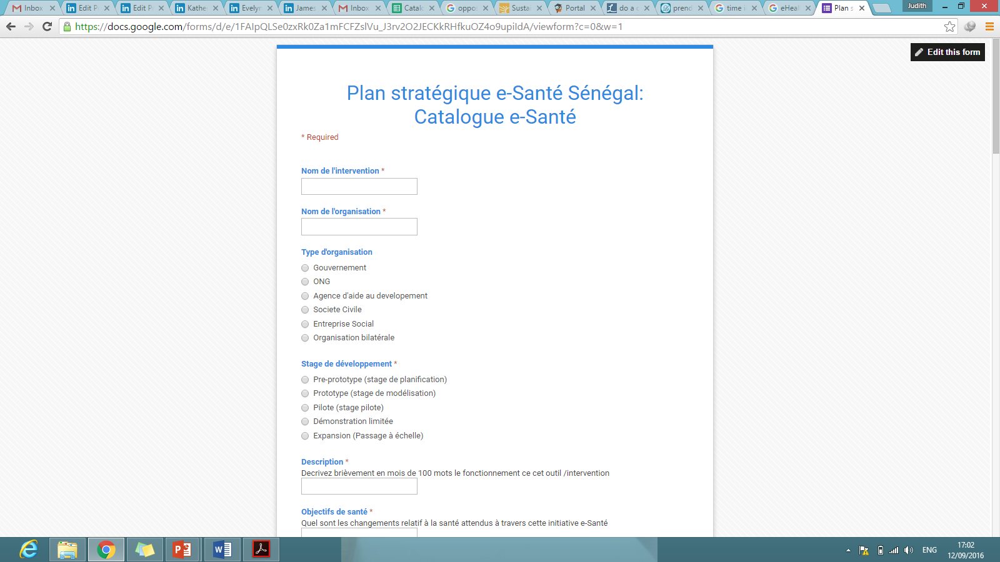 Inbox
Edit P
Edit P
Kathe
Evelyn
James
Inbox
Catalo
oppos
Sustai
Portal
do a d
prend
time i
eHeal
Plan s
Judith
https://docs.google.com/forms/d/e/1FAIpQLSe0zxRk0Za1mFCFZslVu_J3rv2O2JECKkRHfkuOZ4o9upiIdA/viewform?c=0&w=1
Edit this form
Plan stratégique e-Santé Sénégal:
Catalogue e-Santé
* Required
Nom de l'intervention *
Nom de l'organisation *
Type d'organisation
Gouvernement
ONG
Agence d'aide au developement
Societe Civile
Entreprise Social
Organisation bilatérale
Stage de développement *
Pre-prototype (stage de planification)
Prototype (stage de modélisation)
Pilote (stage pilote)
Démonstration limitée
Expansion (Passage à échelle)
Description *
Decrivez brièvement en mois de 100 mots le fonctionnement ce cet outil /intervention
Objectifs de santé *
Quel sont les changements relatif à la santé attendus à travers cette initiative e-Santé
ENG
17:02
12/09/2016